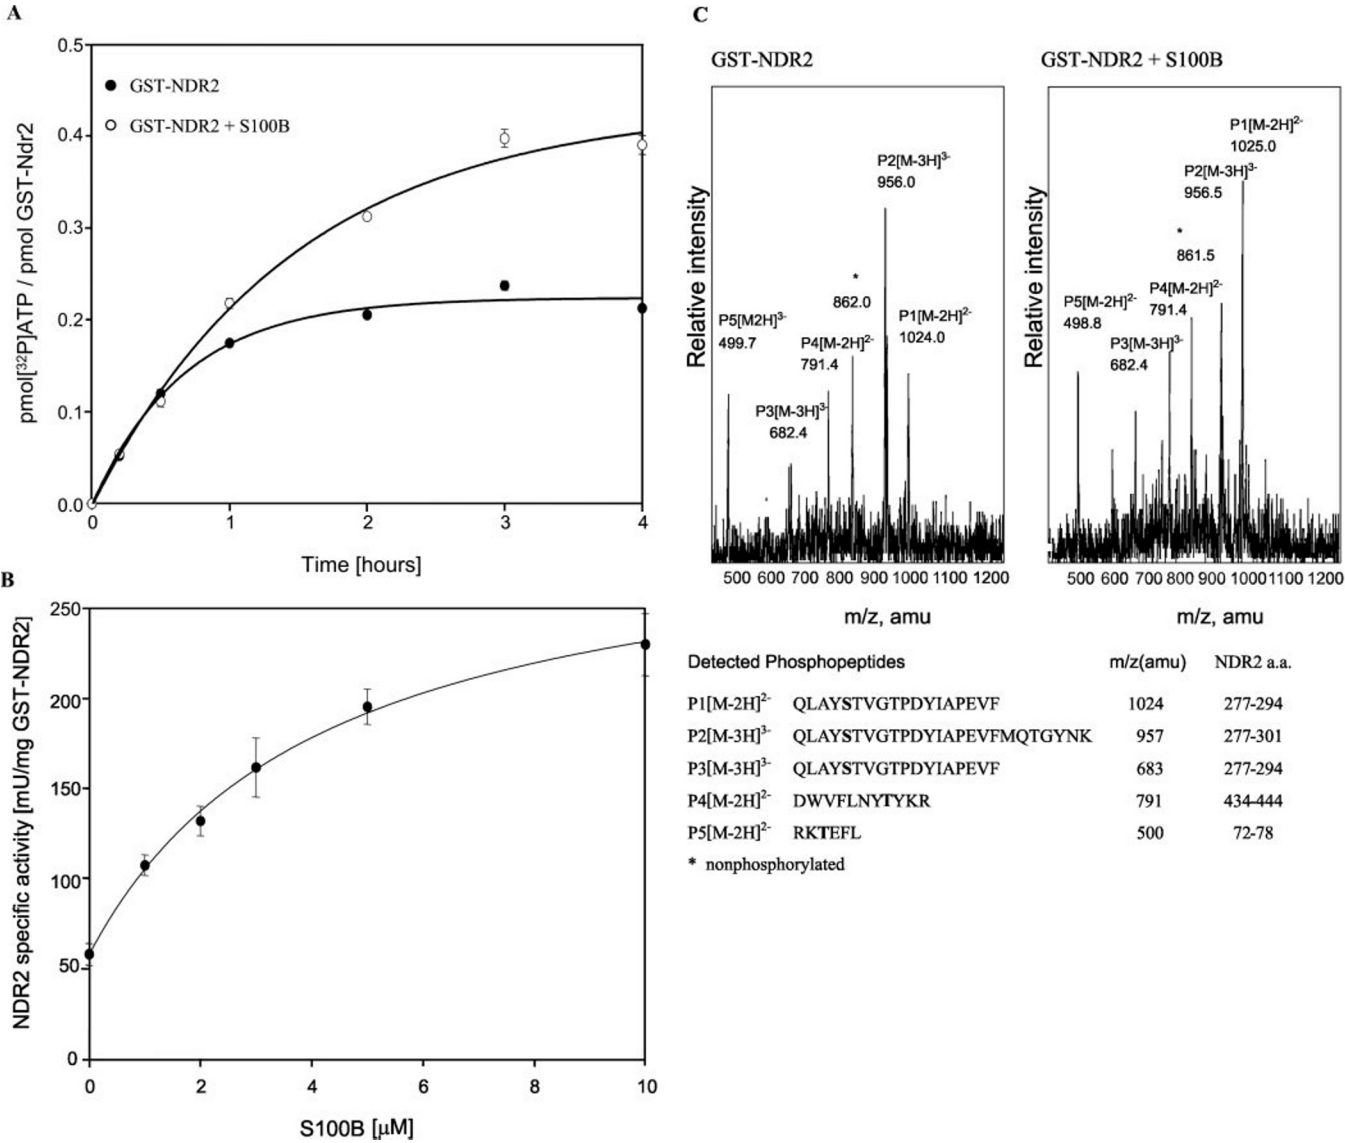 A
0.5
0.4
0.3
0.2
0.1
0.0
pmol[³²P]ATP / pmol GST-Ndr2
GST-NDR2
GST-NDR2 + S100B
0 1 2 3 4
Time [hours]
B
250
200
150
100
50
0
NDR2 specific activity [mU/mg GST-NDR2]
0 2 4 6 8 10
S100B [µM]
C
GST-NDR2
Relative intensity
P2[M-3H]³⁻
956.0
*
862.0
P5[M2H]³⁻
499.7
P1[M-2H]²⁻
1024.0
P4[M-2H]²⁻
791.4
P3[M-3H]³⁻
682.4
500 600 700 800 900 1000 1100 1200
m/z, amu
GST-NDR2 + S100B
Relative intensity
P1[M-2H]²⁻
1025.0
P2[M-3H]³⁻
956.5
*
861.5
P5[M-2H]²⁻
498.8
P4[M-2H]²⁻
791.4
P3[M-3H]³⁻
682.4
500 600 700 800 900 1000 1100 1200
m/z, amu
Detected Phosphopeptides m/z(amu) NDR2 a.a.
P1[M-2H]²⁻ QLAYSTVGTPDYIAPEVF 1024 277-294
P2[M-3H]³⁻ QLAYSTVGTPDYIAPEVFMQTGYNK 957 277-301
P3[M-3H]³⁻ QLAYSTVGTPDYIAPEVF 683 277-294
P4[M-2H]²⁻ DWVFLNYTYKR 791 434-444
P5[M-2H]²⁻ RKTEFL 500 72-78
* nonphosphorylated